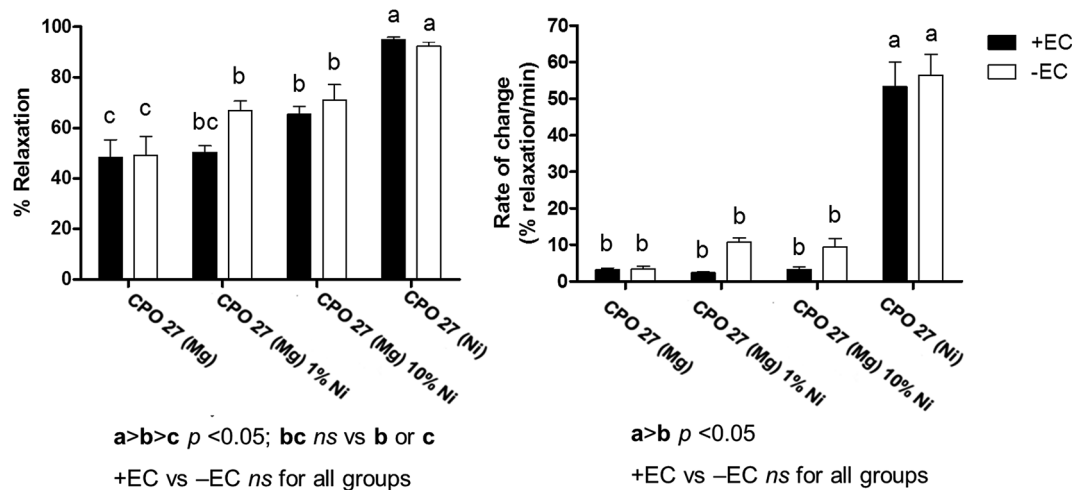 100
80
60
40
20
0
% Relaxation
c
c
bc
b
b
b
a
a
CPO 27 (Mg)
CPO 27 (Mg) 1% Ni
CPO 27 (Mg) 10% Ni
CPO 27 (Ni)
a>b>c p <0.05; bc ns vs b or c
+EC vs –EC ns for all groups
70
60
50
40
30
20
10
0
Rate of change
(% relaxation/min)
b
b
b
b
b
b
a
a
+EC
-EC
CPO 27 (Mg)
CPO 27 (Mg) 1% Ni
CPO 27 (Mg) 10% Ni
CPO 27 (Ni)
a>b p <0.05
+EC vs –EC ns for all groups